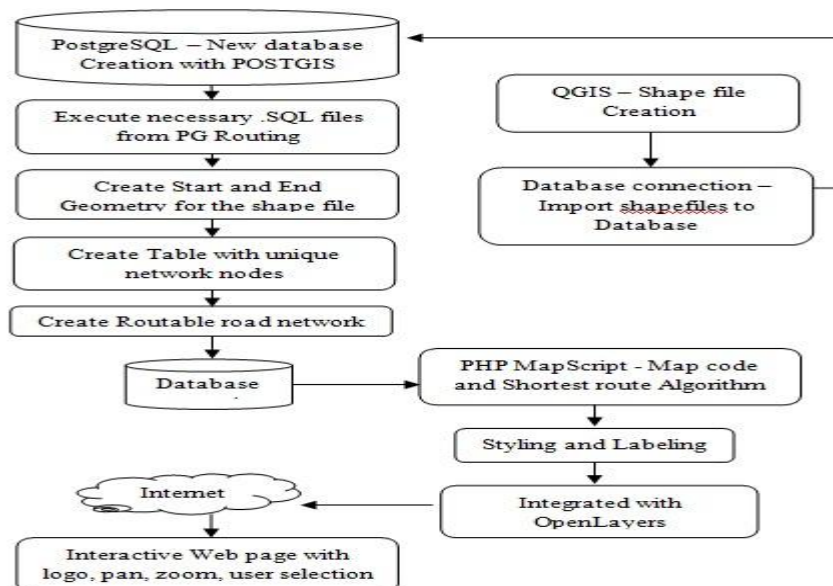 PostgreSQL – New database
Creation with POSTGIS
Execute necessary .SQL files
from PG Routing
Create Start and End
Geometry for the shape file
Create Table with unique
network nodes
Create Routable road network
Database
QGIS – Shape file
Creation
Database connection –
Import shapefiles to
Database
PHP MapScript - Map code
and Shortest route Algorithm
Styling and Labeling
Integrated with
OpenLayers
Internet
Interactive Web page with
logo, pan, zoom, user selection